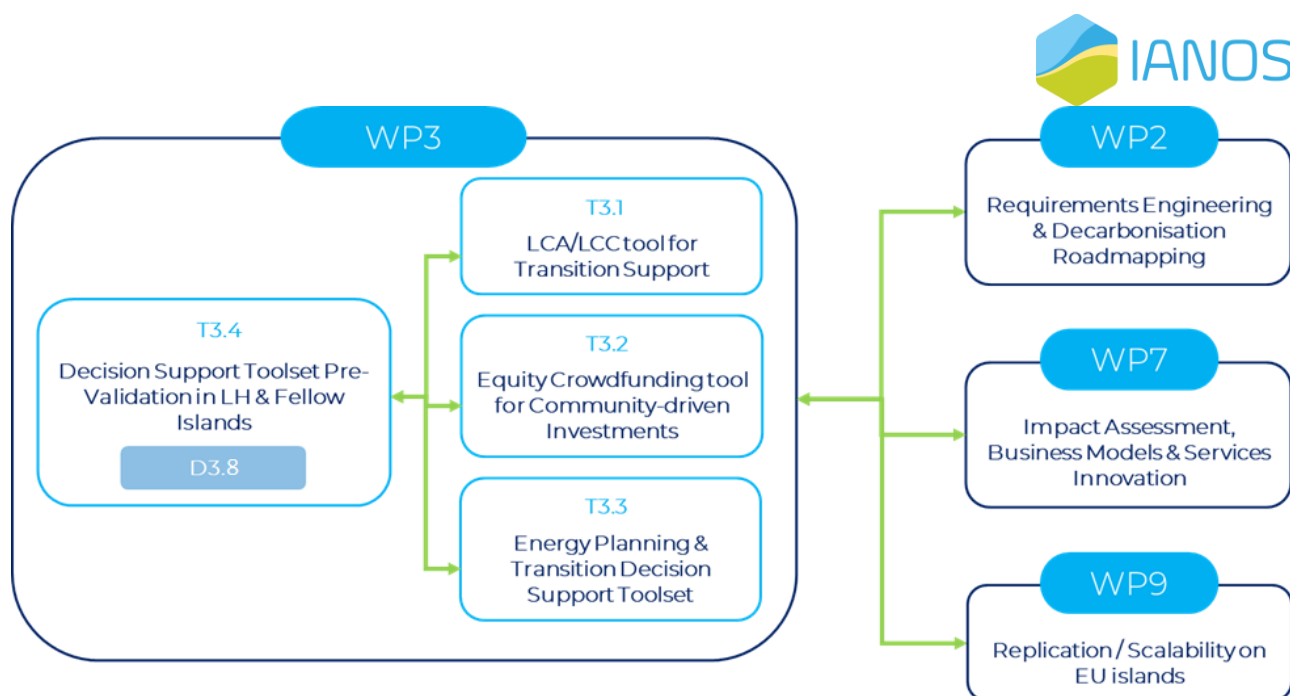 IANOS
WP3
T3.1
LCA/LCC tool for
Transition Support
T3.4
Decision Support Toolset Pre-
Validation in LH & Fellow
Islands
D3.8
T3.2
Equity Crowdfunding tool
for Community-driven
Investments
T3.3
Energy Planning &
Transition Decision
Support Toolset
WP2
Requirements Engineering
& Decarbonisation
Roadmapping
WP7
Impact Assessment,
Business Models & Services
Innovation
WP9
Replication / Scalability on
EU islands